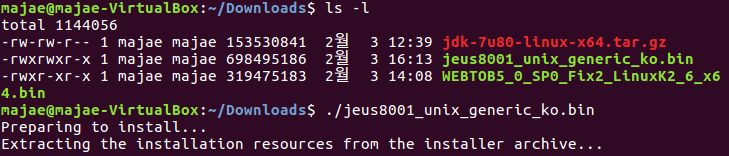 majae@majae-VirtualBox:~/Downloads$ ls -l
total 1144056
-rw-rw-r-- 1 majae majae 153530841  2월  3 12:39 jdk-7u80-linux-x64.tar.gz
-rwxrwxr-x 1 majae majae 698495186  2월  3 16:13 jeus8001_unix_generic_ko.bin
-rwxr-xr-x 1 majae majae 319475183  2월  3 14:08 WEBTOB5_0_SP0_Fix2_LinuxK2_6_x6
4.bin
majae@majae-VirtualBox:~/Downloads$ ./jeus8001_unix_generic_ko.bin
Preparing to install...
Extracting the installation resources from the installer archive...